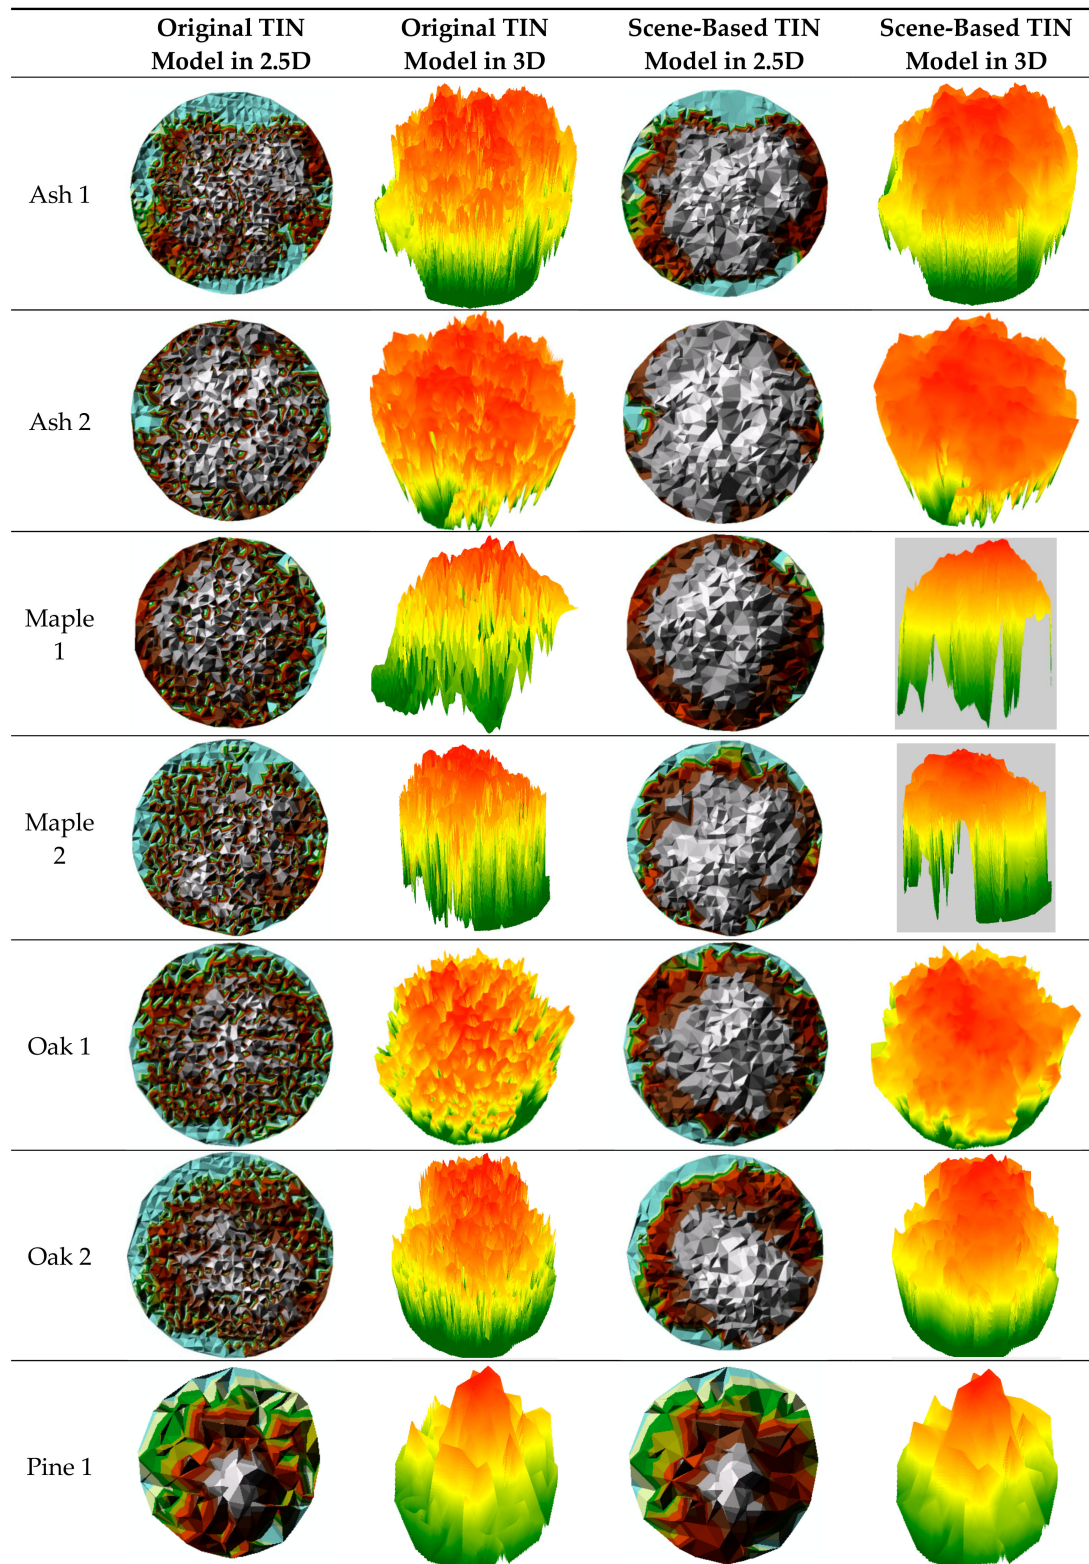 Original TIN Model in 2.5D
Original TIN Model in 3D
Scene-Based TIN Model in 2.5D
Scene-Based TIN Model in 3D
Ash 1
Ash 2
Maple
1
Maple
2
Oak 1
Oak 2
Pine 1